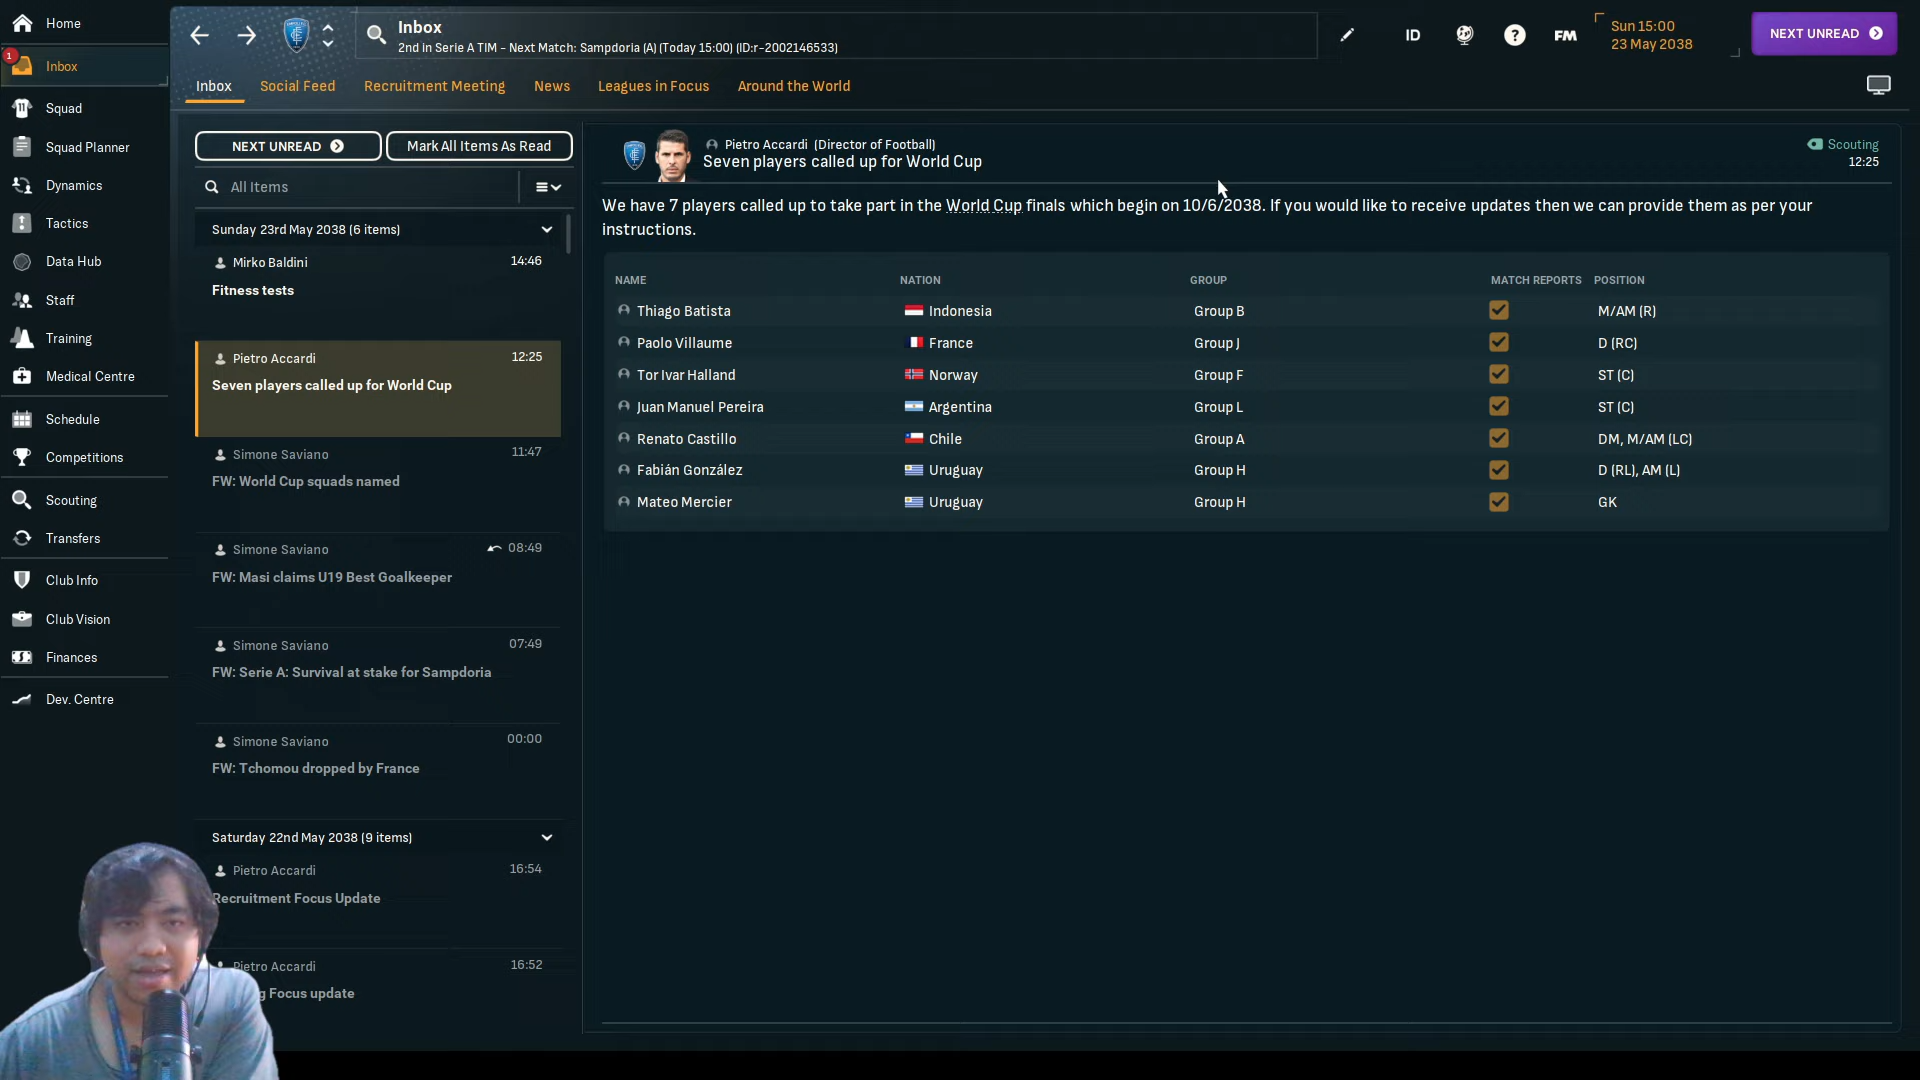 Home
1
Inbox
Squad
Squad Planner
Dynamics
Tactics
Data Hub
Staff
Training
Medical Centre
Schedule
Competitions
Scouting
Transfers
Club Info
Club Vision
Finances
Dev. Centre
Inbox
2nd in Serie A TIM - Next Match: Sampdoria (A) (Today 15:00) (ID:r-2002146533)
ID
?
FM
Sun 15:00
23 May 2038
NEXT UNREAD
Inbox
Social Feed
Recruitment Meeting
News
Leagues in Focus
Around the World
NEXT UNREAD
Mark All Items As Read
All Items
Sunday 23rd May 2038 (6 items)
Mirko Baldini 14:46
Fitness tests
Pietro Accardi 12:25
Seven players called up for World Cup
Simone Saviano 11:47
FW: World Cup squads named
Simone Saviano 08:49
FW: Masi claims U19 Best Goalkeeper
Simone Saviano 07:49
FW: Serie A: Survival at stake for Sampdoria
Simone Saviano 00:00
FW: Tchomou dropped by France
Saturday 22nd May 2038 (9 items)
Pietro Accardi 16:54
Recruitment Focus Update
Pietro Accardi 16:52
Focus update
Pietro Accardi (Director of Football)
Seven players called up for World Cup
Scouting
12:25
We have 7 players called up to take part in the World Cup finals which begin on 10/6/2038. If you would like to receive updates then we can provide them as per your
instructions.
NAME NATION GROUP MATCH REPORTS POSITION
Thiago Batista Indonesia Group B M/AM (R)
Paolo Villaume France Group J D (RC)
Tor Ivar Halland Norway Group F ST (C)
Juan Manuel Pereira Argentina Group L ST (C)
Renato Castillo Chile Group A DM, M/AM (LC)
Fabián González Uruguay Group H D (RL), AM (L)
Mateo Mercier Uruguay Group H GK